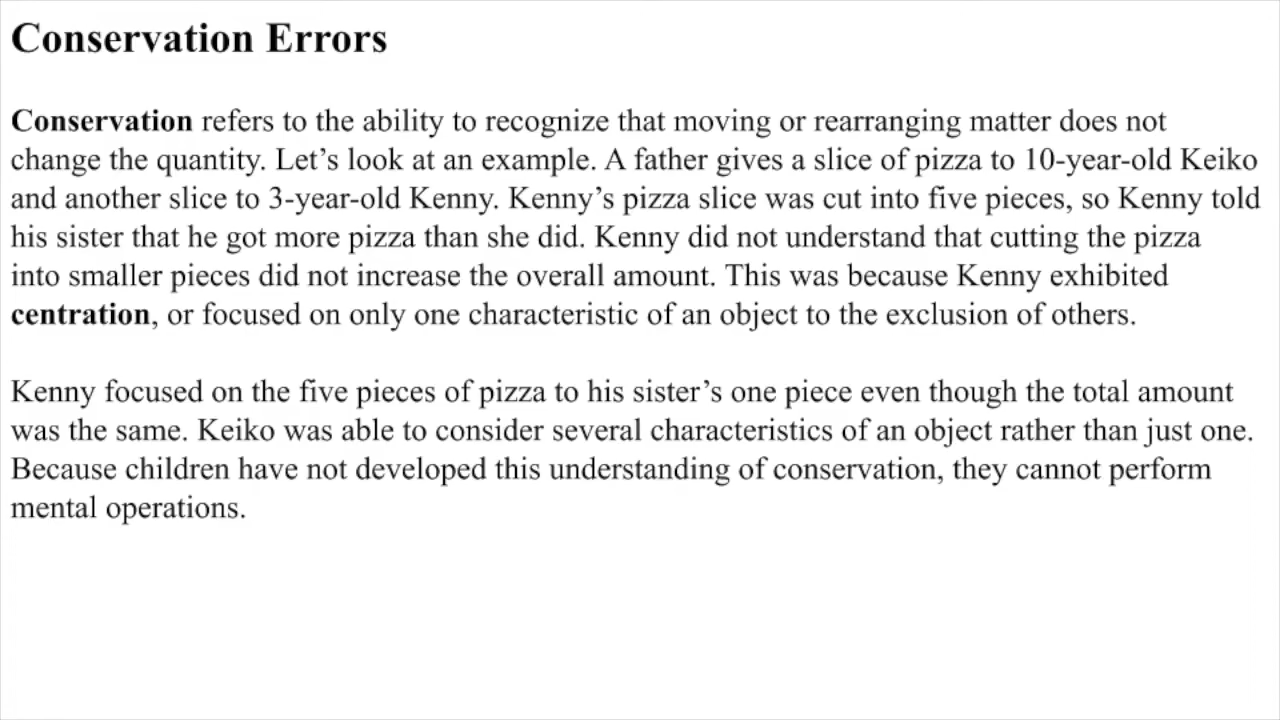 Conservation Errors
Conservation refers to the ability to recognize that moving or rearranging matter does not
change the quantity. Let’s look at an example. A father gives a slice of pizza to 10-year-old Keiko
and another slice to 3-year-old Kenny. Kenny’s pizza slice was cut into five pieces, so Kenny told
his sister that he got more pizza than she did. Kenny did not understand that cutting the pizza
into smaller pieces did not increase the overall amount. This was because Kenny exhibited
centration, or focused on only one characteristic of an object to the exclusion of others.
Kenny focused on the five pieces of pizza to his sister’s one piece even though the total amount
was the same. Keiko was able to consider several characteristics of an object rather than just one.
Because children have not developed this understanding of conservation, they cannot perform
mental operations.